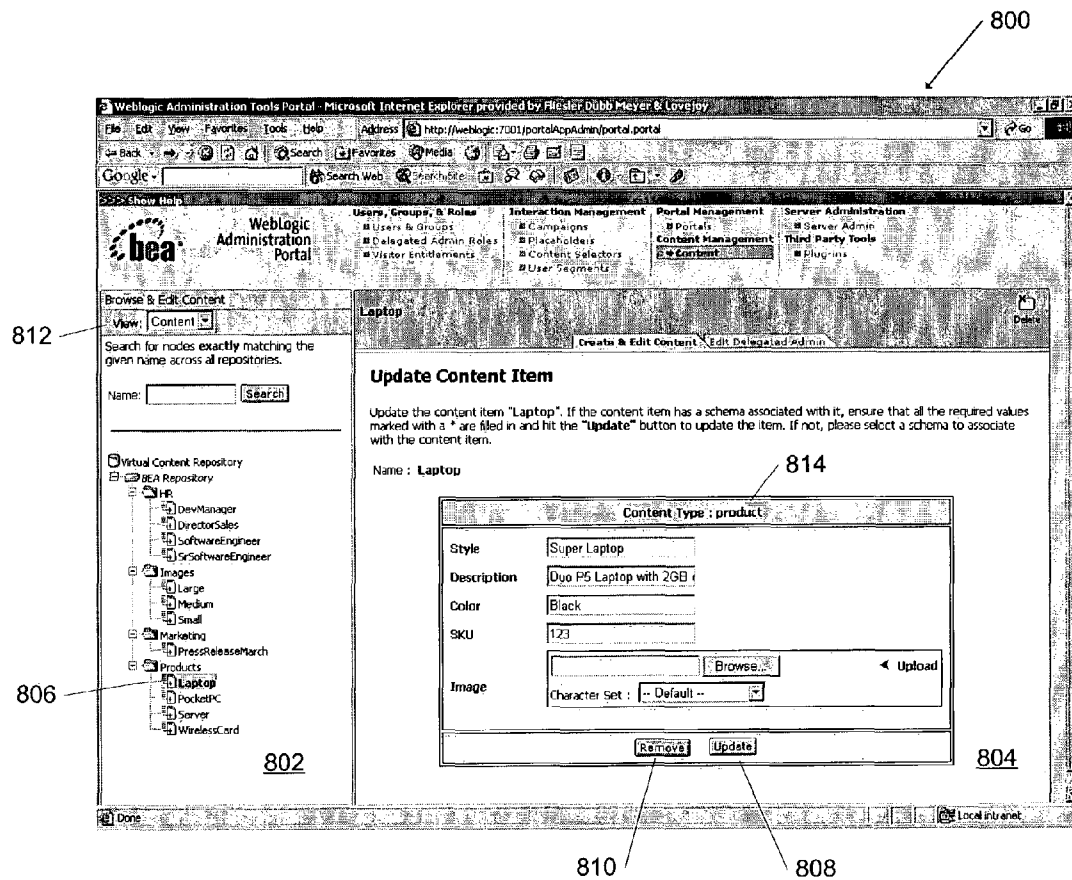 800
Weblogic Administration Tools Portal - Microsoft Internet Explorer provided by Fliesler Dubb Meyer & Lovejoy
File Edit View Favorites Tools Help Address http://weblogic:7001/portalAppAdmin/portal.portal Go
Back Search Favorites Media
Google Search Web Search Site
>>> Show Help
bea
WebLogic
Administration
Portal
Users, Groups, & Roles
Users & Groups
Delegated Admin Roles
Visitor Entitlements
Interaction Management
Campaigns
Placeholders
Content Selectors
User Segments
Portal Management
Portals
Content Management
Content
Server Administration
Server Admin
Third Party Tools
Plug-ins
Browse & Edit Content
812
View: Content
Search for nodes exactly matching the
given name across all repositories.
Name: Search
Virtual Content Repository
BEA Repository
HR
DevManager
DirectorSales
SoftwareEngineer
SrSoftwareEngineer
Images
Large
Medium
Small
Marketing
PressReleaseMarch
Products
806
Laptop
PocketPC
Server
WirelessCard
802
Laptop
Delete
Create & Edit Content Edit Delegated Admin
Update Content Item
Update the content item "Laptop". If the content item has a schema associated with it, ensure that all the required values
marked with a * are filled in and hit the "Update" button to update the item. If not, please select a schema to associate
with the content item.
Name : Laptop
814
Content Type : product
Style Super Laptop
Description Duo P5 Laptop with 2GB
Color Black
SKU 123
Image Browse... Upload
Character Set : -- Default --
Remove Update
804
Done Local intranet
810 808